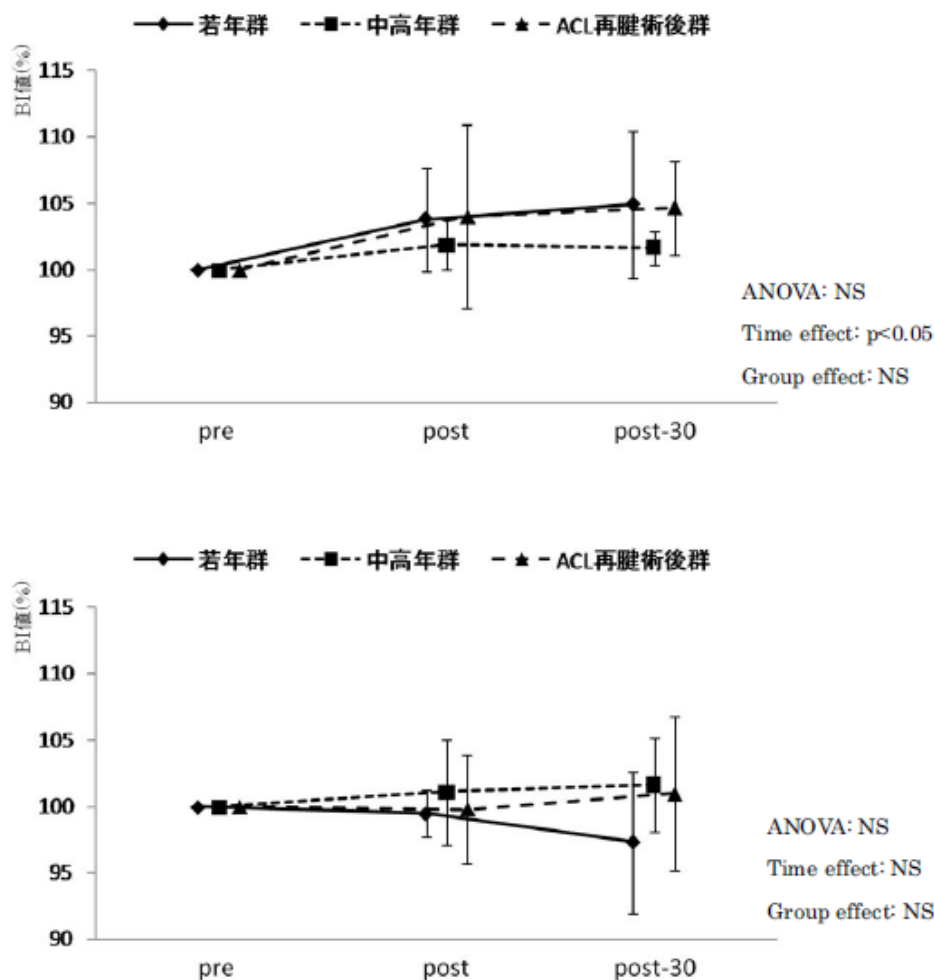 若年群 中高年群 ACL再腱術後群
BI値(%)
115
110
105
100
95
90
pre post post-30
ANOVA: NS
Time effect: p<0.05
Group effect: NS
若年群 中高年群 ACL再腱術後群
BI値(%)
115
110
105
100
95
90
pre post post-30
ANOVA: NS
Time effect: NS
Group effect: NS